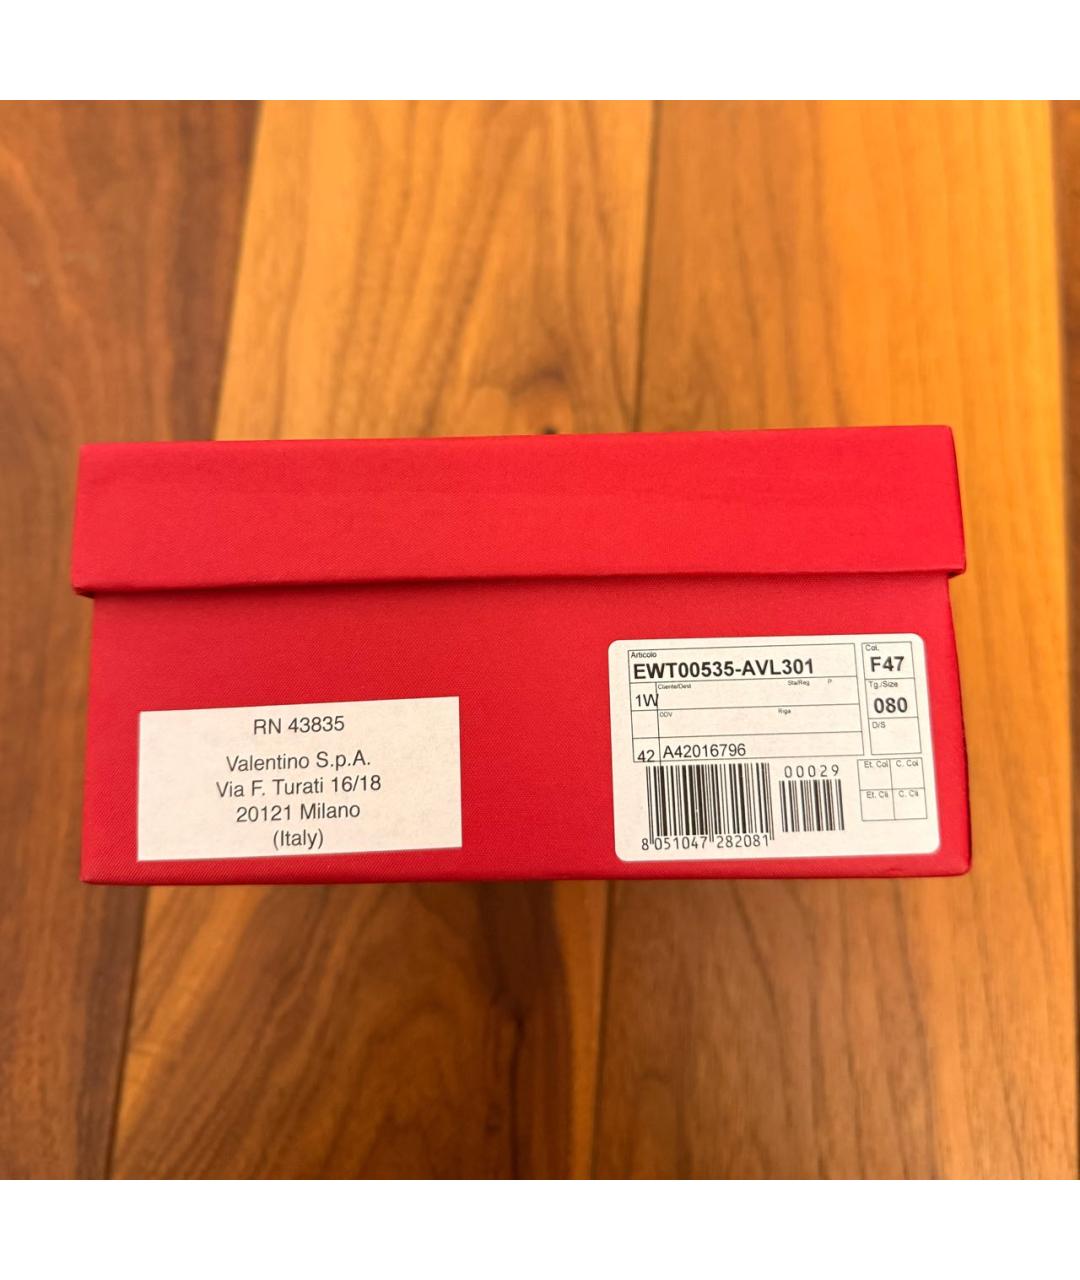 RN 43835
Valentino S.p.A.
Via F. Turati 16/18
20121 Milano
(Italy)
Articolo
EWT00535-AVL301
Cliente/Dest Sta/Reg P
1W
ODV Riga
42 A42016796
Col.
F47
Tg./Size
080
D/S
Et. Col C. Col
Et. Cli C. Cli
00029
8 051047 282081